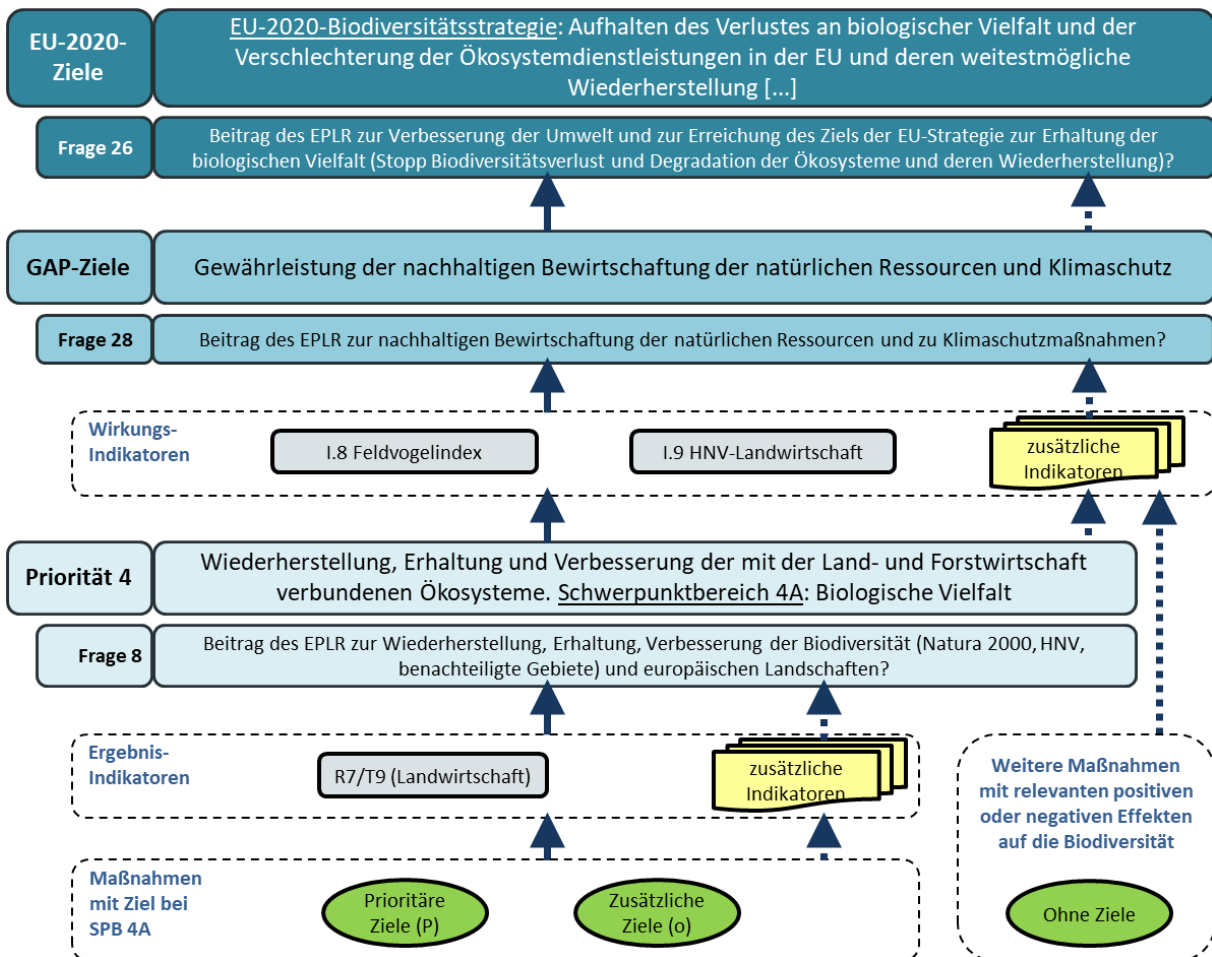 EU-2020-
Ziele
EU-2020-Biodiversitätsstrategie: Aufhalten des Verlustes an biologischer Vielfalt und der
Verschlechterung der Ökosystemdienstleistungen in der EU und deren weitestmögliche
Wiederherstellung [...]
Frage 26
Beitrag des EPLR zur Verbesserung der Umwelt und zur Erreichung des Ziels der EU-Strategie zur Erhaltung der
biologischen Vielfalt (Stopp Biodiversitätsverlust und Degradation der Ökosysteme und deren Wiederherstellung)?
GAP-Ziele
Gewährleistung der nachhaltigen Bewirtschaftung der natürlichen Ressourcen und Klimaschutz
Frage 28
Beitrag des EPLR zur nachhaltigen Bewirtschaftung der natürlichen Ressourcen und zu Klimaschutzmaßnahmen?
Wirkungs-
Indikatoren
I.8 Feldvogelindex
I.9 HNV-Landwirtschaft
zusätzliche
Indikatoren
Priorität 4
Wiederherstellung, Erhaltung und Verbesserung der mit der Land- und Forstwirtschaft
verbundenen Ökosysteme. Schwerpunktbereich 4A: Biologische Vielfalt
Frage 8
Beitrag des EPLR zur Wiederherstellung, Erhaltung, Verbesserung der Biodiversität (Natura 2000, HNV,
benachteiligte Gebiete) und europäischen Landschaften?
Ergebnis-
Indikatoren
R7/T9 (Landwirtschaft)
zusätzliche
Indikatoren
Weitere Maßnahmen
mit relevanten positiven
oder negativen Effekten
auf die Biodiversität
Maßnahmen
mit Ziel bei
SPB 4A
Prioritäre
Ziele (P)
Zusätzliche
Ziele (o)
Ohne Ziele